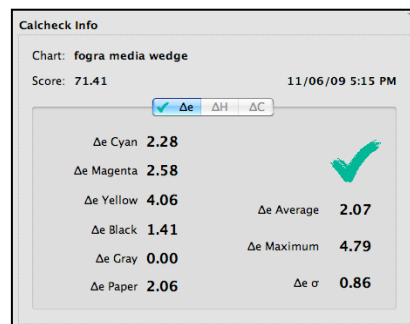 Calcheck Info
Chart: fogra media wedge
Score: 71.41 11/06/09 5:15 PM
Δe ΔH ΔC
Δe Cyan 2.28
Δe Magenta 2.58
Δe Yellow 4.06
Δe Black 1.41
Δe Gray 0.00
Δe Paper 2.06
Δe Average 2.07
Δe Maximum 4.79
Δe σ 0.86